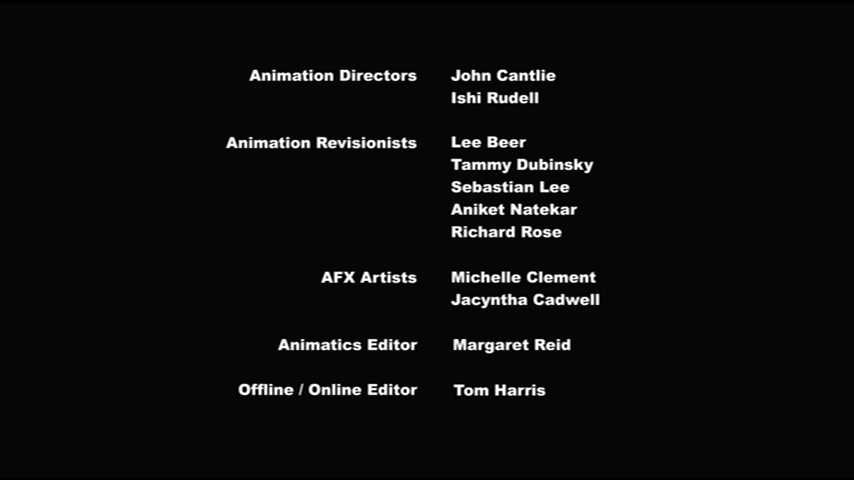 Animation Directors John Cantlie
Ishi Rudell
Animation Revisionists Lee Beer
Tammy Dubinsky
Sebastian Lee
Aniket Natekar
Richard Rose
AFX Artists Michelle Clement
Jacyntha Cadwell
Animatics Editor Margaret Reid
Offline / Online Editor Tom Harris